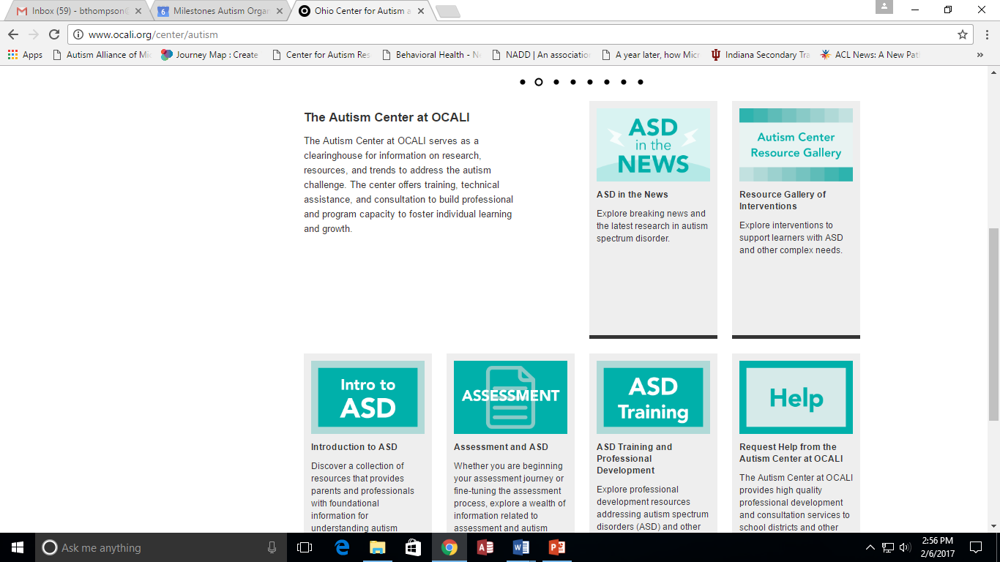 Inbox (59) - bthompson@
Milestones Autism Organ
Ohio Center for Autism a
www.ocali.org/center/autism
Apps
Autism Alliance of Mic
Journey Map : Create
Center for Autism Res
Behavioral Health - N
NADD | An association
A year later, how Micr
Indiana Secondary Tra
ACL News: A New Pat
The Autism Center at OCALI
The Autism Center at OCALI serves as a
clearinghouse for information on research,
resources, and trends to address the autism
challenge. The center offers training, technical
assistance, and consultation to build professional
and program capacity to foster individual learning
and growth.
ASD
in the
NEWS
ASD in the News
Explore breaking news and
the latest research in autism
spectrum disorder.
Autism Center
Resource Gallery
Resource Gallery of
Interventions
Explore interventions to
support learners with ASD
and other complex needs.
Intro to
ASD
Introduction to ASD
Discover a collection of
resources that provides
parents and professionals
with foundational
information for
understanding autism
ASSESSMENT
Assessment and ASD
Whether you are beginning
your assessment journey or
fine-tuning the assessment
process, explore a wealth of
information related to
assessment and autism
ASD
Training
ASD Training and
Professional
Development
Explore professional
development resources
addressing autism spectrum
disorders (ASD) and other
Help
Request Help from the
Autism Center at OCALI
The Autism Center at OCALI
provides high quality
professional development
and consultation services to
school districts and other
Ask me anything
2:56 PM
2/6/2017